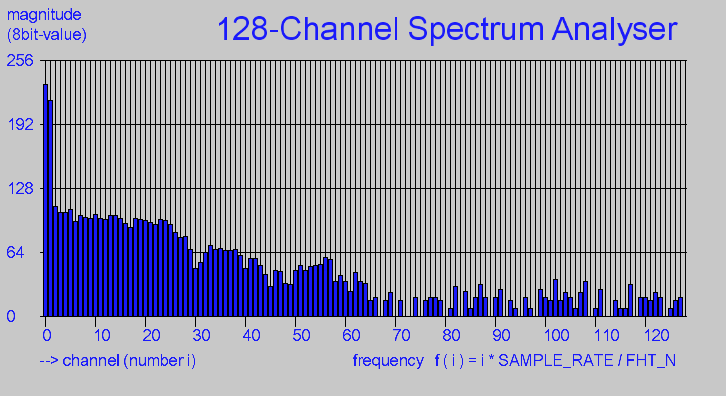 magnitude
(8bit-value)
128-Channel Spectrum Analyser
256
192
128
64
0
0 10 20 30 40 50 60 70 80 90 100 110 120
--> channel (number i)
frequency f ( i ) = i * SAMPLE_RATE / FHT_N